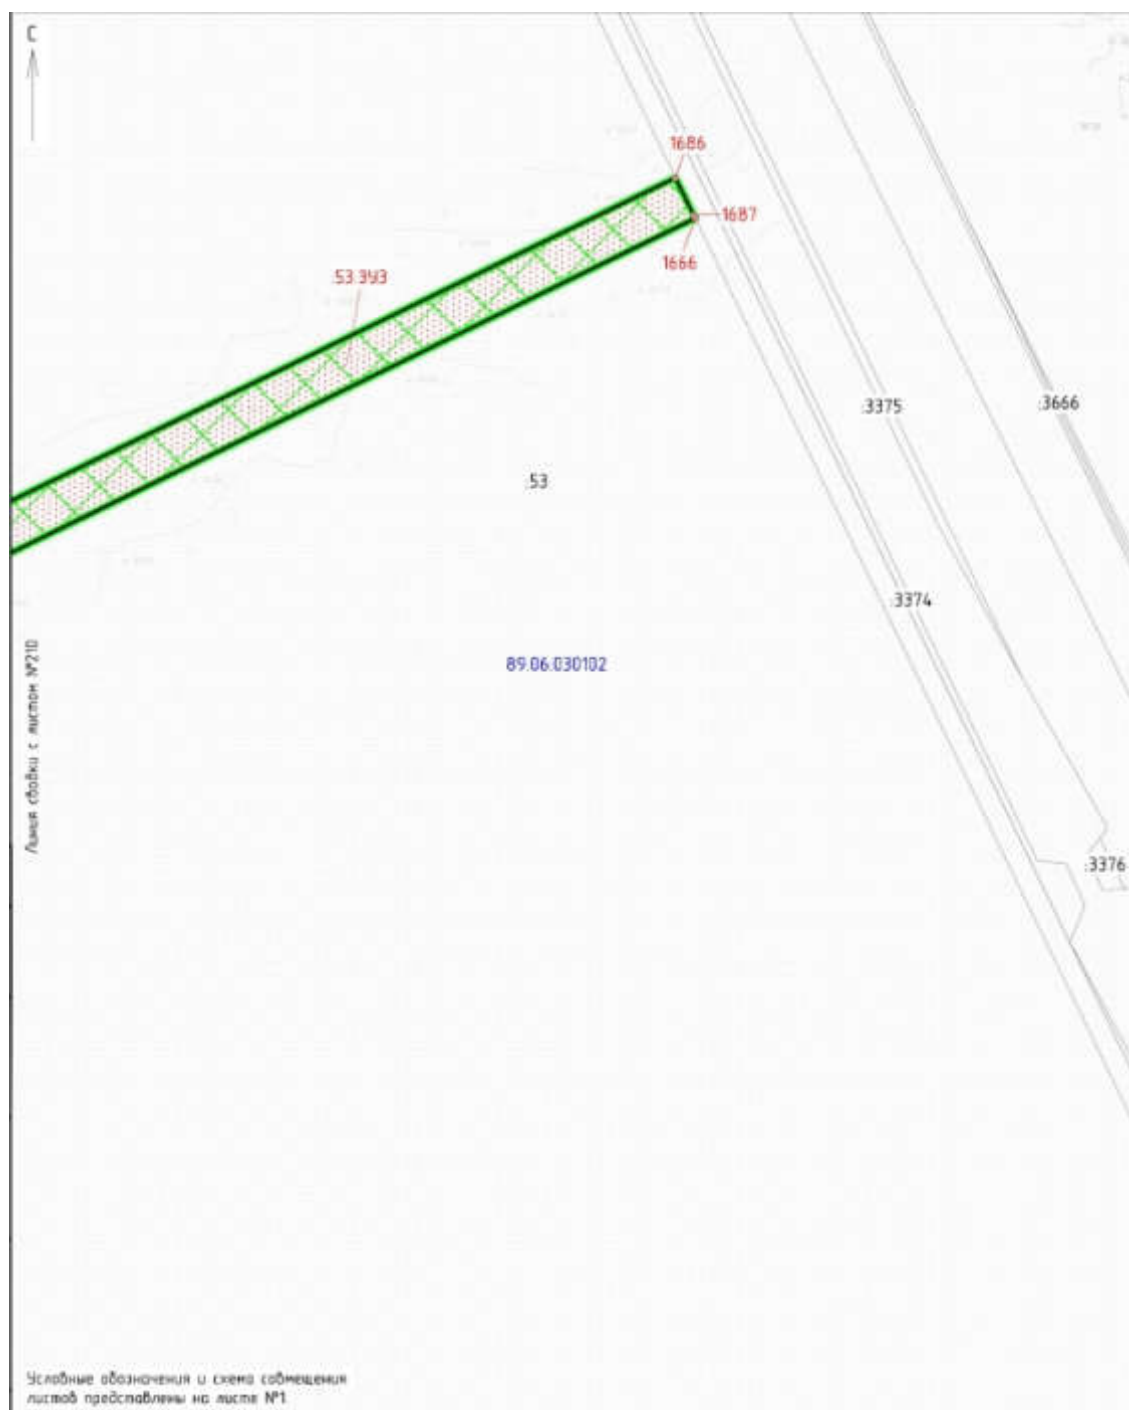 С
1686
1687
1666
:53:ЗУ3
:3375
:3666
:53
:3374
89:06:030102
Линия сводки с листом №210
:3376
Условные обозначения и схема совмещения
листов представлены на листе №1